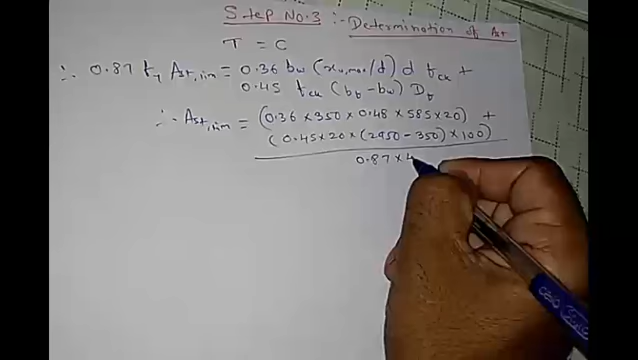 Step No.3 :- Determination of Ast
T = C
∴ 0.87 fy Ast,lim = 0.36 bw (xu,max/d) d fck +
0.45 fck (bf - bw) Df
∴ Ast,lim = (0.36 × 350 × 0.48 × 585 × 20) +
(0.45 × 20 × (2950 - 350) × 100)
0.87 × 4